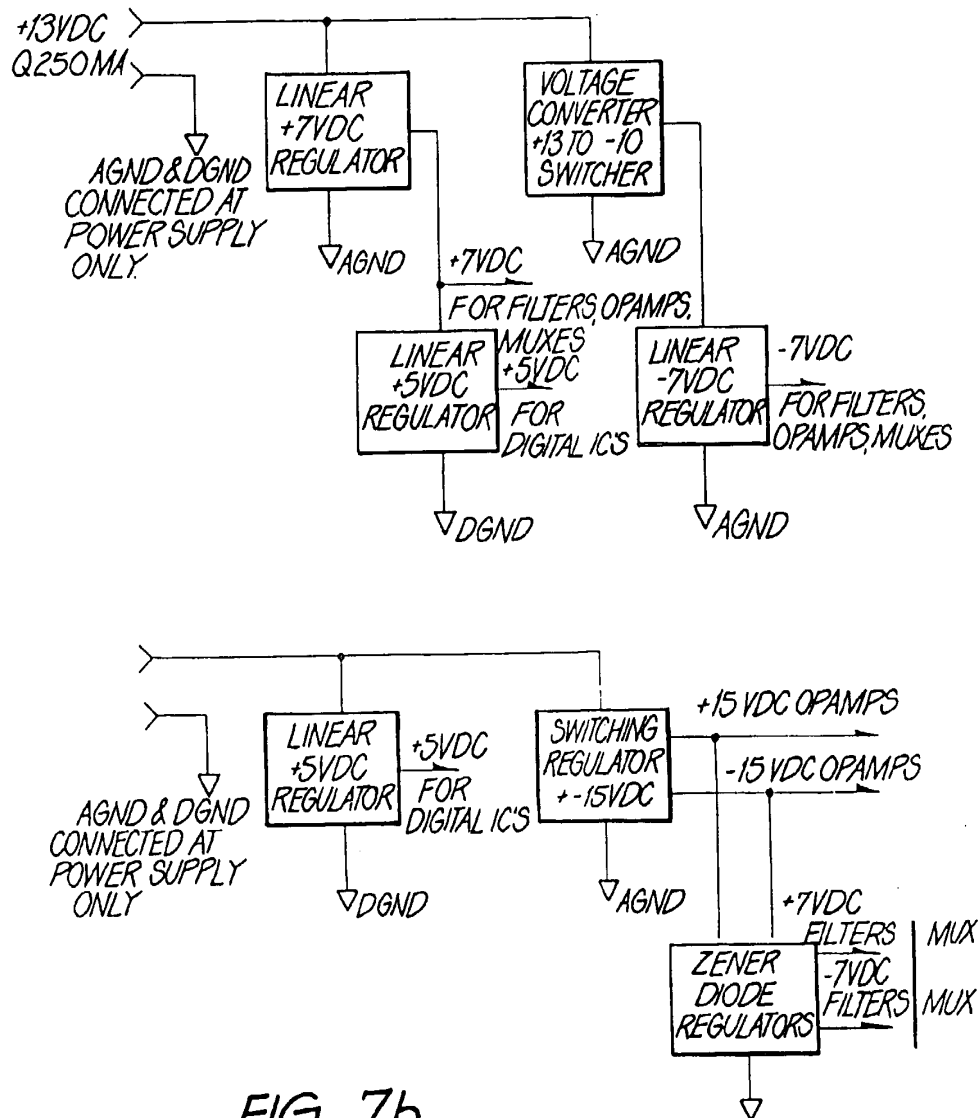 +13VDC
Q250MA
AGND & DGND
CONNECTED AT
POWER SUPPLY
ONLY.
LINEAR
+7VDC
REGULATOR
AGND
VOLTAGE
CONVERTER
+13 TO -10
SWITCHER
AGND
+7VDC
FOR FILTERS, OPAMPS,
MUXES
LINEAR
+5VDC
REGULATOR
+5VDC
FOR
DIGITAL IC'S
DGND
LINEAR
-7VDC
REGULATOR
-7VDC
FOR FILTERS,
OPAMPS, MUXES
AGND
AGND & DGND
CONNECTED AT
POWER SUPPLY
ONLY
LINEAR
+5VDC
REGULATOR
+5VDC
FOR
DIGITAL IC'S
DGND
SWITCHING
REGULATOR
+-15VDC
AGND
+15 VDC OPAMPS
-15 VDC OPAMPS
ZENER
DIODE
REGULATORS
+7VDC
FILTERS MUX
-7VDC
FILTERS MUX
FIG. 7b